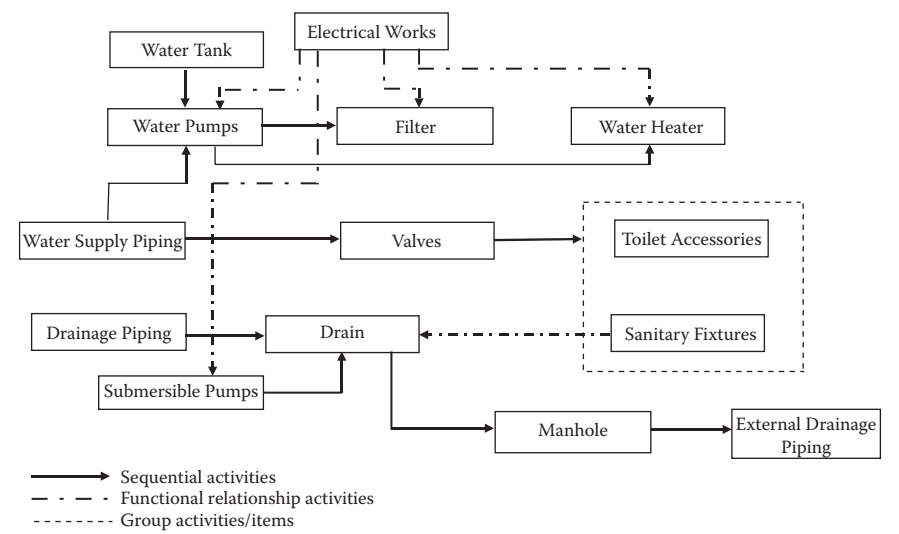 Electrical Works
Water Tank
Water Pumps
Filter
Water Heater
Water Supply Piping
Valves
Toilet Accessories
Drainage Piping
Drain
Sanitary Fixtures
Submersible Pumps
Manhole
External Drainage
Piping
Sequential activities
Functional relationship activities
Group activities/items